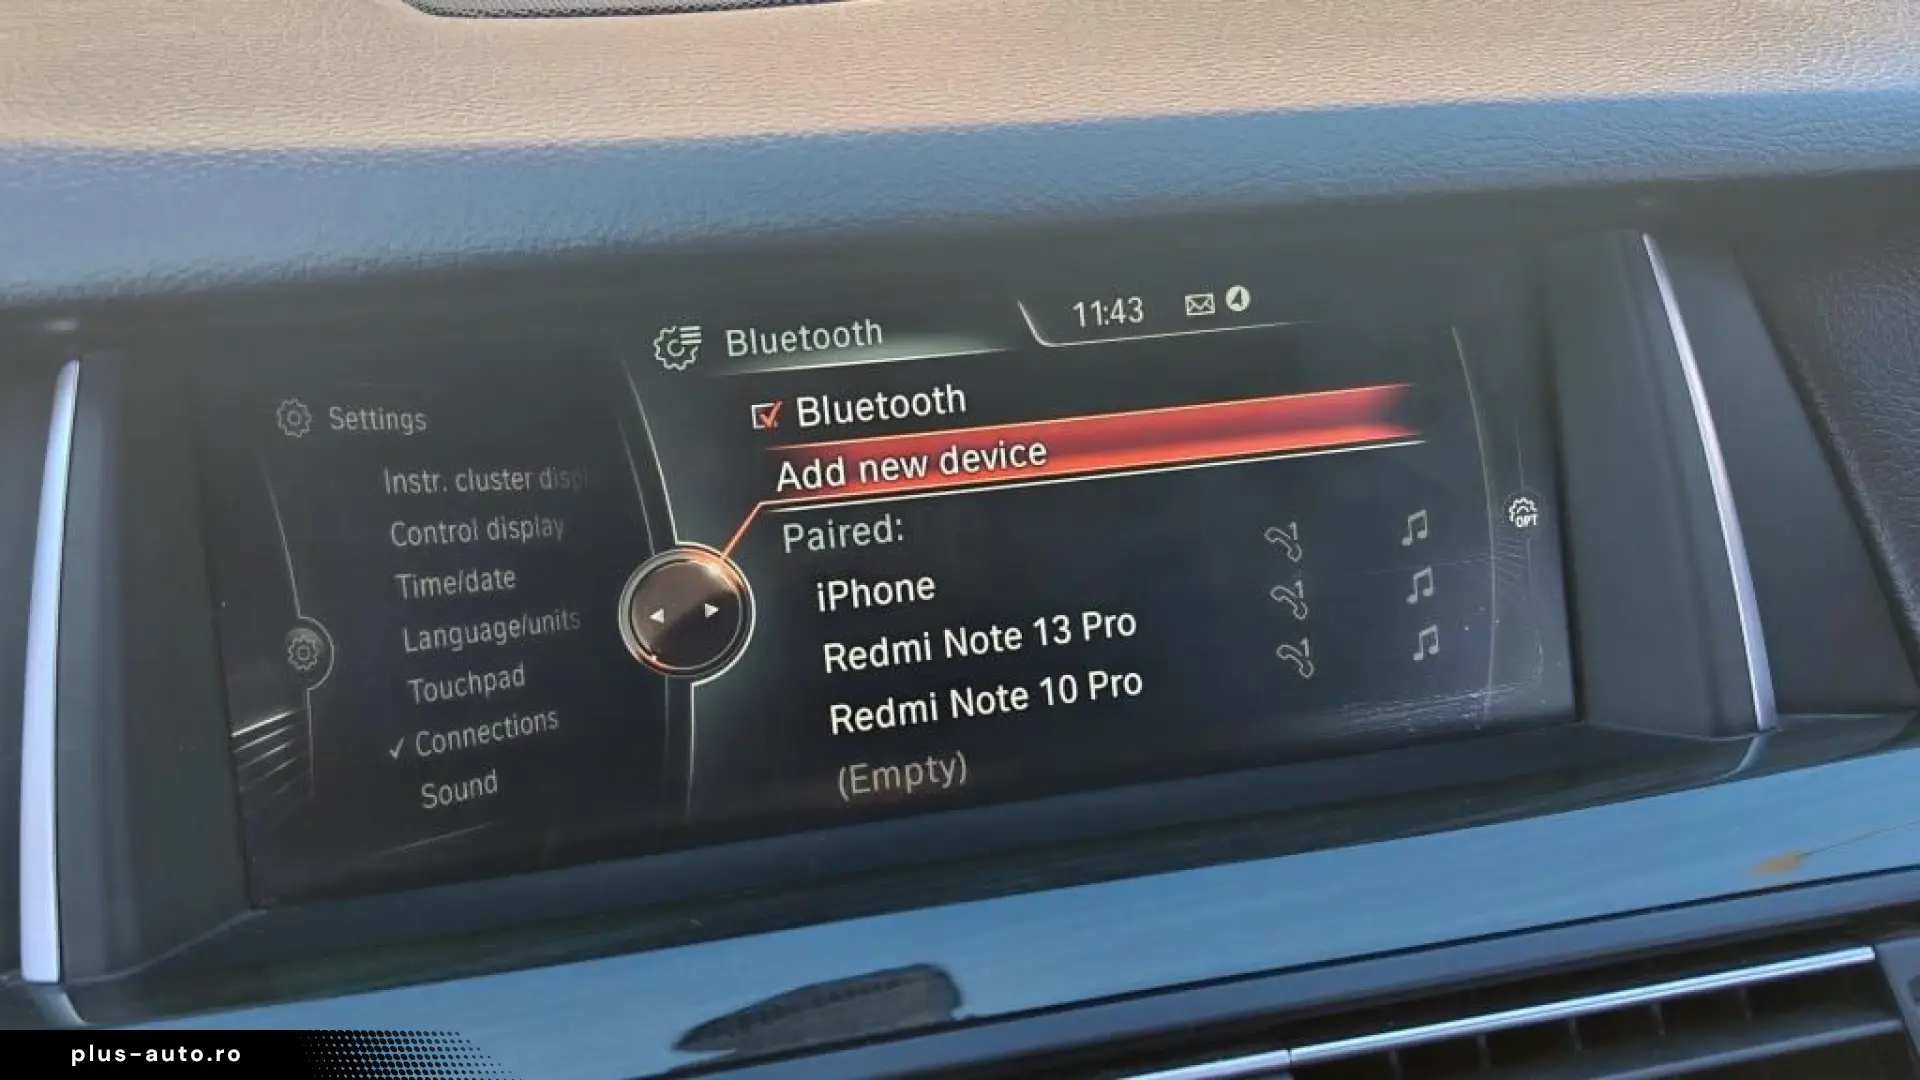 Bluetooth
11:43
Settings
Instr. cluster
Control display
Time/date
Language/units
Touchpad
Connections
Sound
Bluetooth
Add new device
Paired:
iPhone
Redmi Note 13 Pro
Redmi Note 10 Pro
(Empty)
OPT
plus-auto.ro